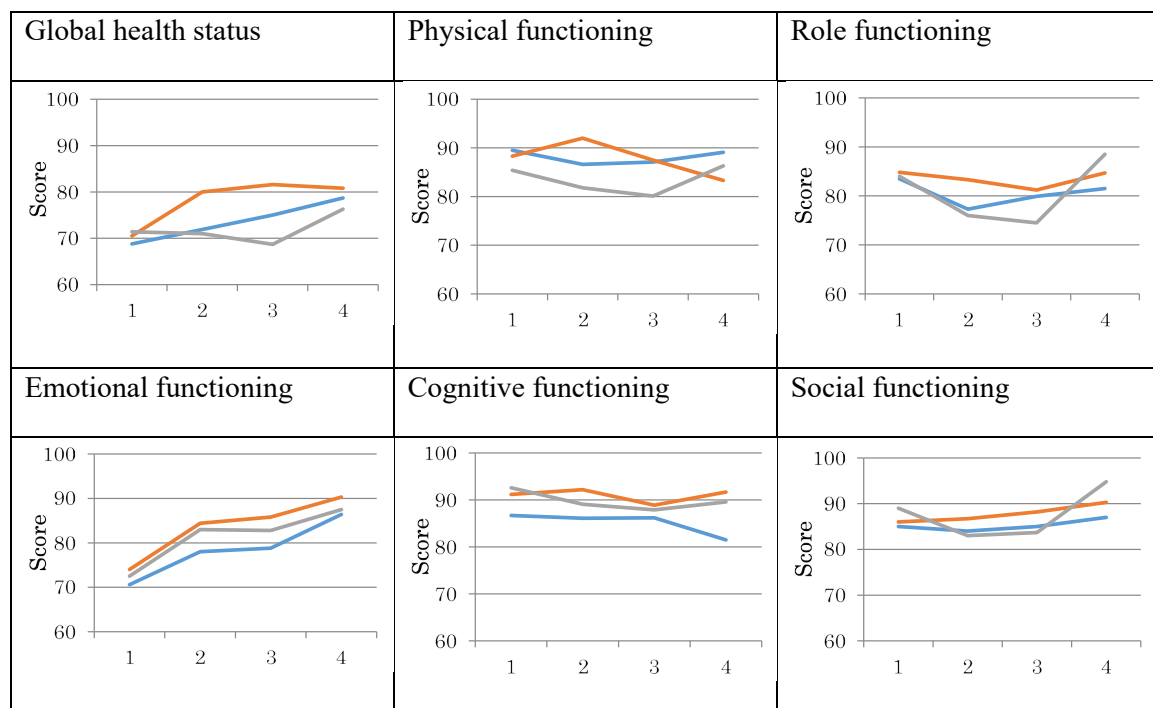 Global health status
Physical functioning
Role functioning
100
90
80
70
60
Score
1 2 3 4
100
90
80
70
60
Score
1 2 3 4
100
90
80
70
60
Score
1 2 3 4
Emotional functioning
Cognitive functioning
Social functioning
100
90
80
70
60
Score
1 2 3 4
100
90
80
70
60
Score
1 2 3 4
100
90
80
70
60
Score
1 2 3 4